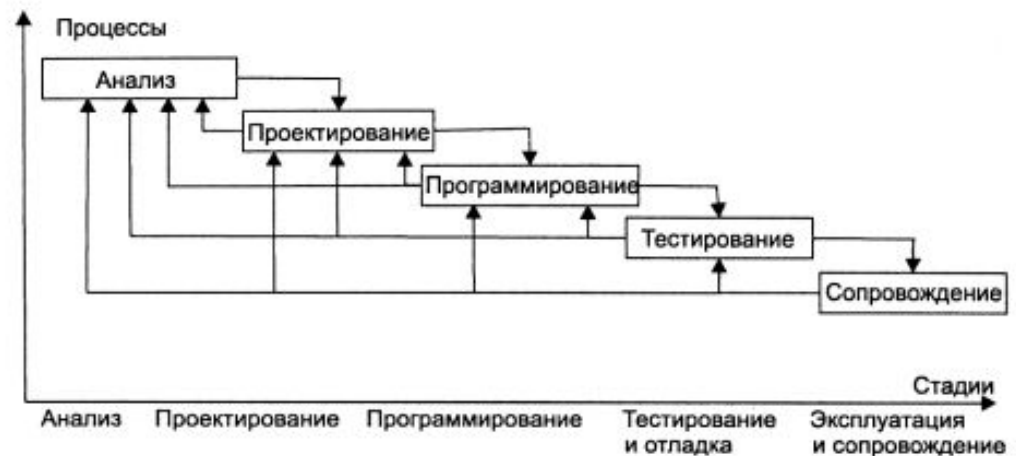 Процессы
Анализ
Проектирование
Программирование
Тестирование
Сопровождение
Стадии
Анализ Проектирование Программирование Тестирование Эксплуатация
и отладка и сопровождение